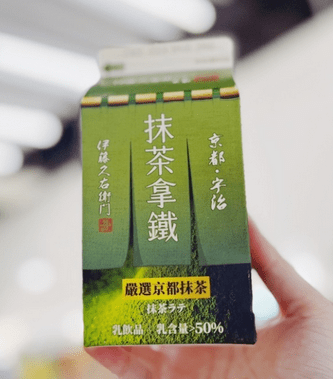 京都・宇治
抹茶拿鐵
伊藤久右衛門
嚴選京都抹茶
抹茶ラテ
乳飲品 乳含量>50%